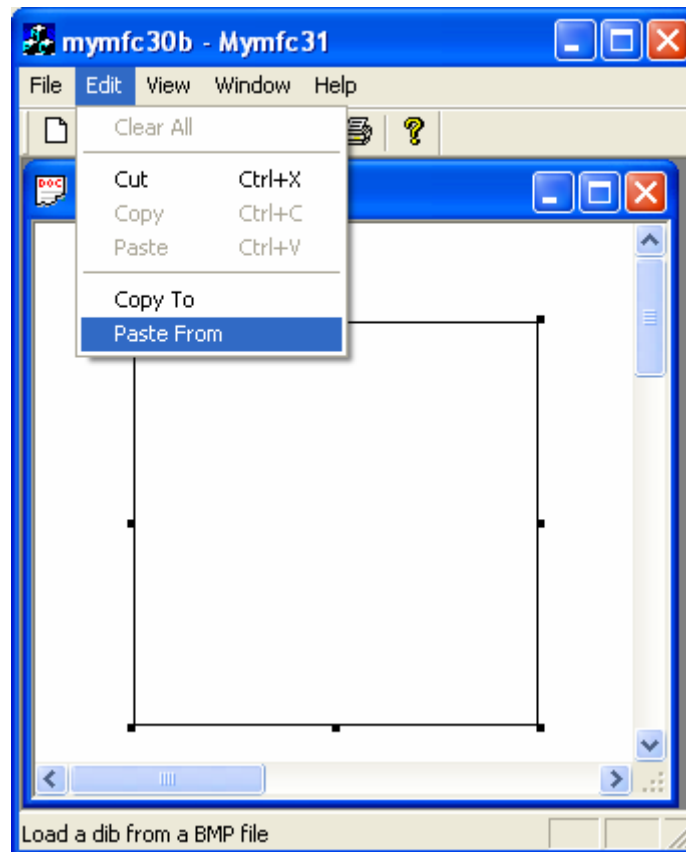 mymfc30b - Mymfc31
File Edit View Window Help
Clear All
DOC
Cut Ctrl+X
Copy Ctrl+C
Paste Ctrl+V
Copy To
Paste From
Load a dib from a BMP file